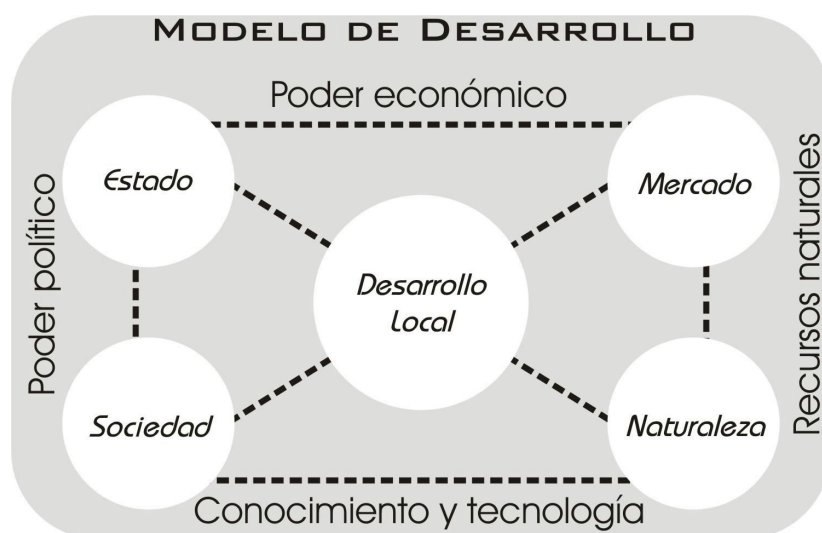 MODELO DE DESARROLLO
Poder económico
Estado
Mercado
Poder político
Recursos naturales
Desarrollo
Local
Sociedad
Naturaleza
Conocimiento y tecnología